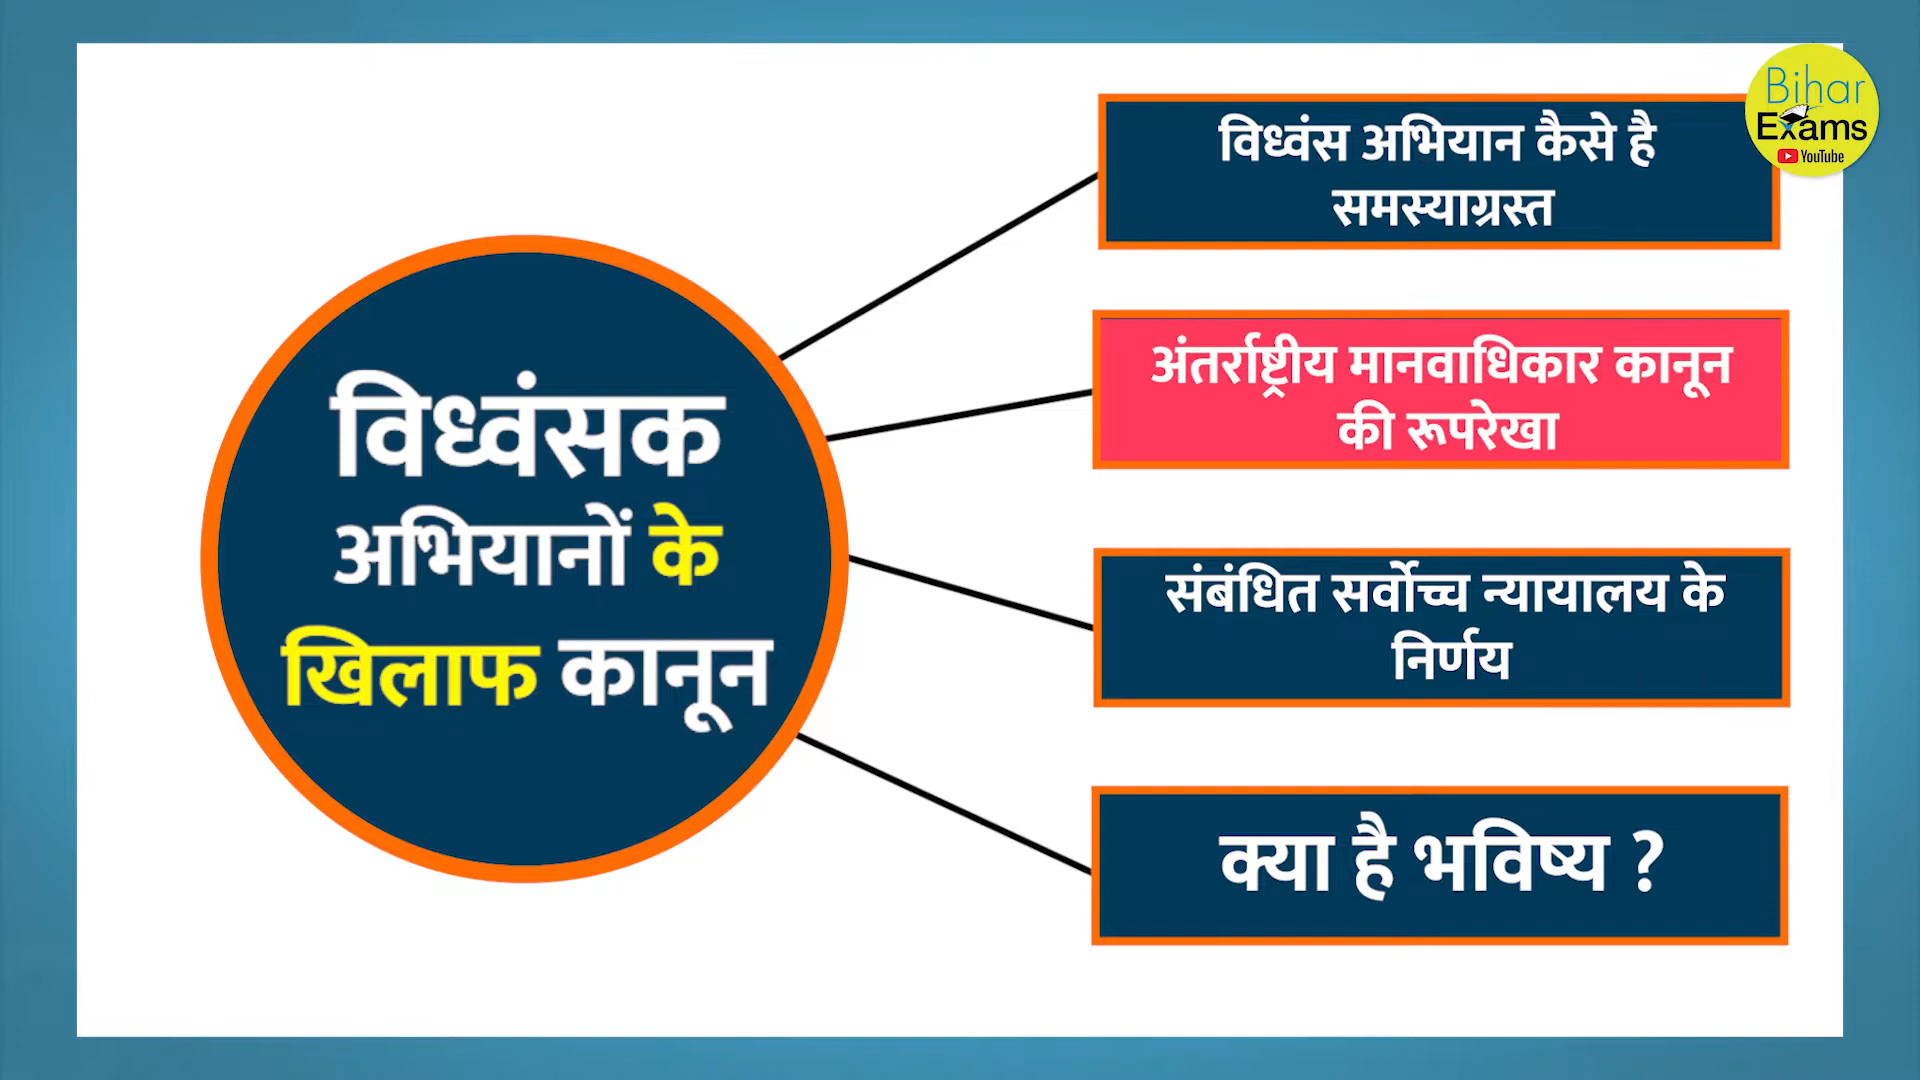 विध्वंसक
अभियानों के
खिलाफ कानून
विध्वंस अभियान कैसे है
समस्याग्रस्त
अंतर्राष्ट्रीय मानवाधिकार कानून
की रूपरेखा
संबंधित सर्वोच्च न्यायालय के
निर्णय
क्या है भविष्य ?
Bihar
Exams
YouTube